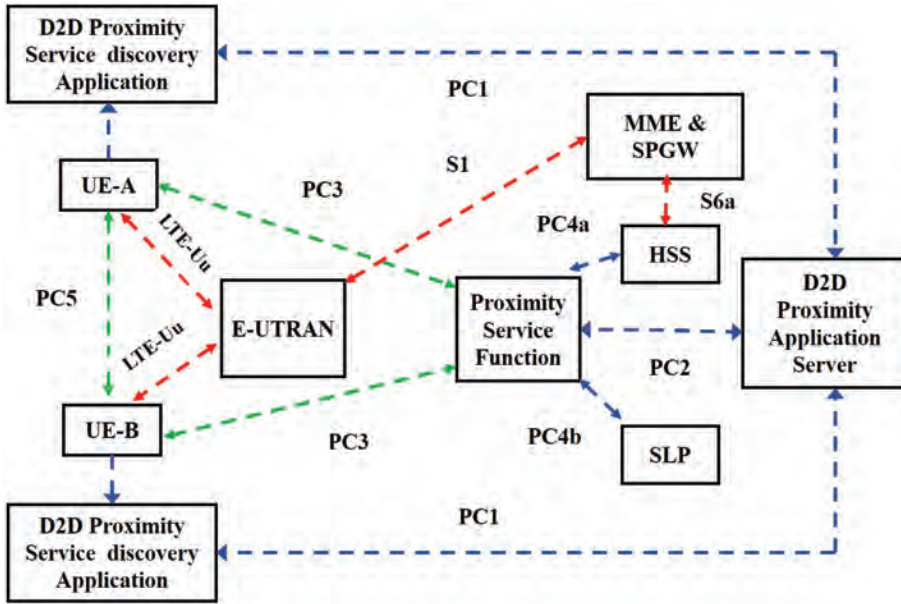 D2D Proximity
Service discovery
Application
PC1
MME &
SPGW
S1
UE-A
PC3
S6a
LTE-Uu
PC4a
HSS
PC5
E-UTRAN
Proximity
Service
Function
D2D
Proximity
Application
Server
LTE-Uu
PC2
UE-B
PC3
PC4b
SLP
D2D Proximity
Service discovery
Application
PC1